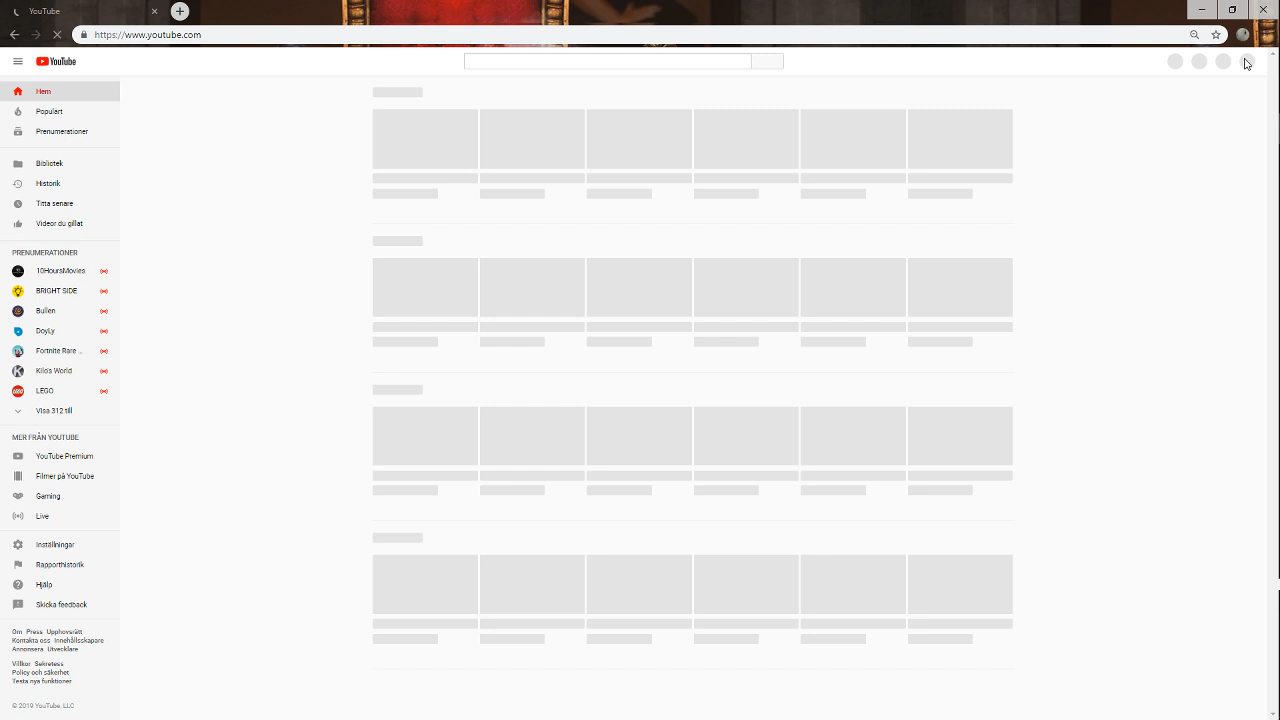 YouTube
https://www.youtube.com
YouTube
Hem
Populärt
Prenumerationer
Bibliotek
Historik
Titta senare
Videor du gillat
PRENUMERATIONER
10HoursMovies
BRIGHT SIDE
Bullen
DoyLy
Fortnite Rare ...
Kilo's World
LEGO
Visa 312 till
MER FRÅN YOUTUBE
YouTube Premium
Filmer på YouTube
Gaming
Live
Inställningar
Rapporthistorik
Hjälp
Skicka feedback
Om Press Upphovsrätt
Kontakta oss Innehållsskapare
Annonsera Utvecklare
Villkor Sekretess
Policy och säkerhet
Testa nya funktioner
© 2019 YouTube, LLC